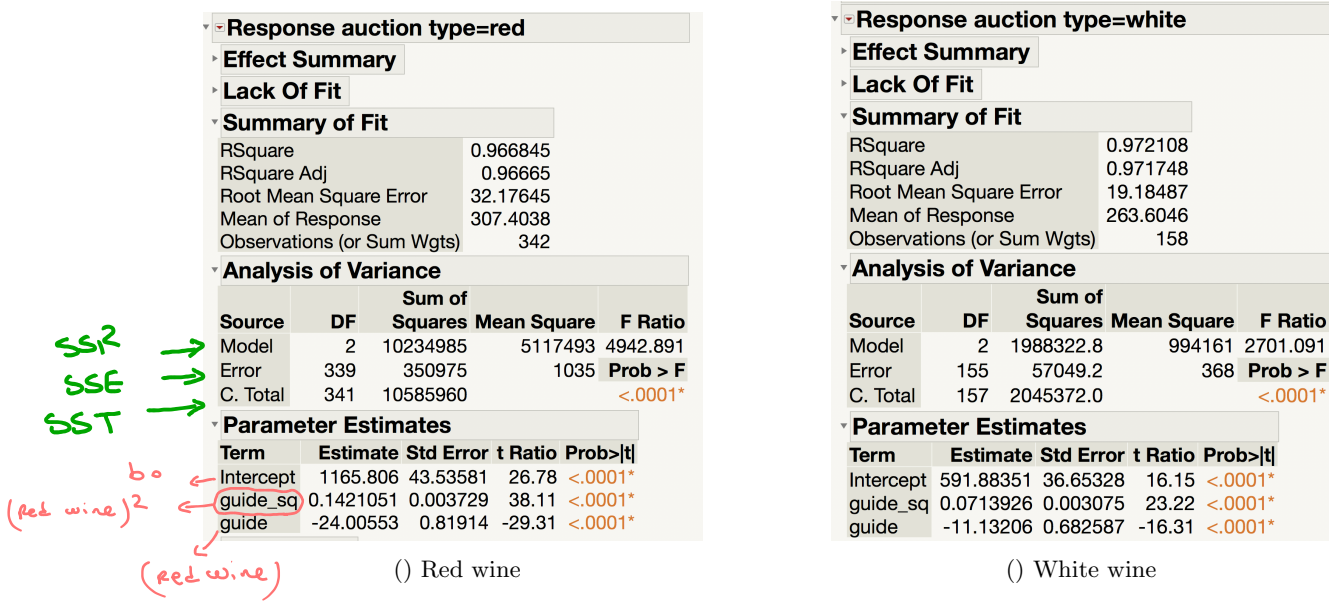 Response auction type=red
Effect Summary
Lack Of Fit
Summary of Fit
RSquare 0.966845
RSquare Adj 0.96665
Root Mean Square Error 32.17645
Mean of Response 307.4038
Observations (or Sum Wgts) 342
Analysis of Variance
Sum of
Source DF Squares Mean Square F Ratio
SSR → Model 2 10234985 5117493 4942.891
SSE → Error 339 350975 1035 Prob > F
SST → C. Total 341 10585960 <.0001*
Parameter Estimates
Term Estimate Std Error t Ratio Prob>|t|
b₀ ← Intercept 1165.806 43.53581 26.78 <.0001*
(Red wine)² ← guide_sq 0.1421051 0.003729 38.11 <.0001*
guide -24.00553 0.81914 -29.31 <.0001*
(red wine)
() Red wine
Response auction type=white
Effect Summary
Lack Of Fit
Summary of Fit
RSquare 0.972108
RSquare Adj 0.971748
Root Mean Square Error 19.18487
Mean of Response 263.6046
Observations (or Sum Wgts) 158
Analysis of Variance
Sum of
Source DF Squares Mean Square F Ratio
Model 2 1988322.8 994161 2701.091
Error 155 57049.2 368 Prob > F
C. Total 157 2045372.0 <.0001*
Parameter Estimates
Term Estimate Std Error t Ratio Prob>|t|
Intercept 591.88351 36.65328 16.15 <.0001*
guide_sq 0.0713926 0.003075 23.22 <.0001*
guide -11.13206 0.682587 -16.31 <.0001*
() White wine